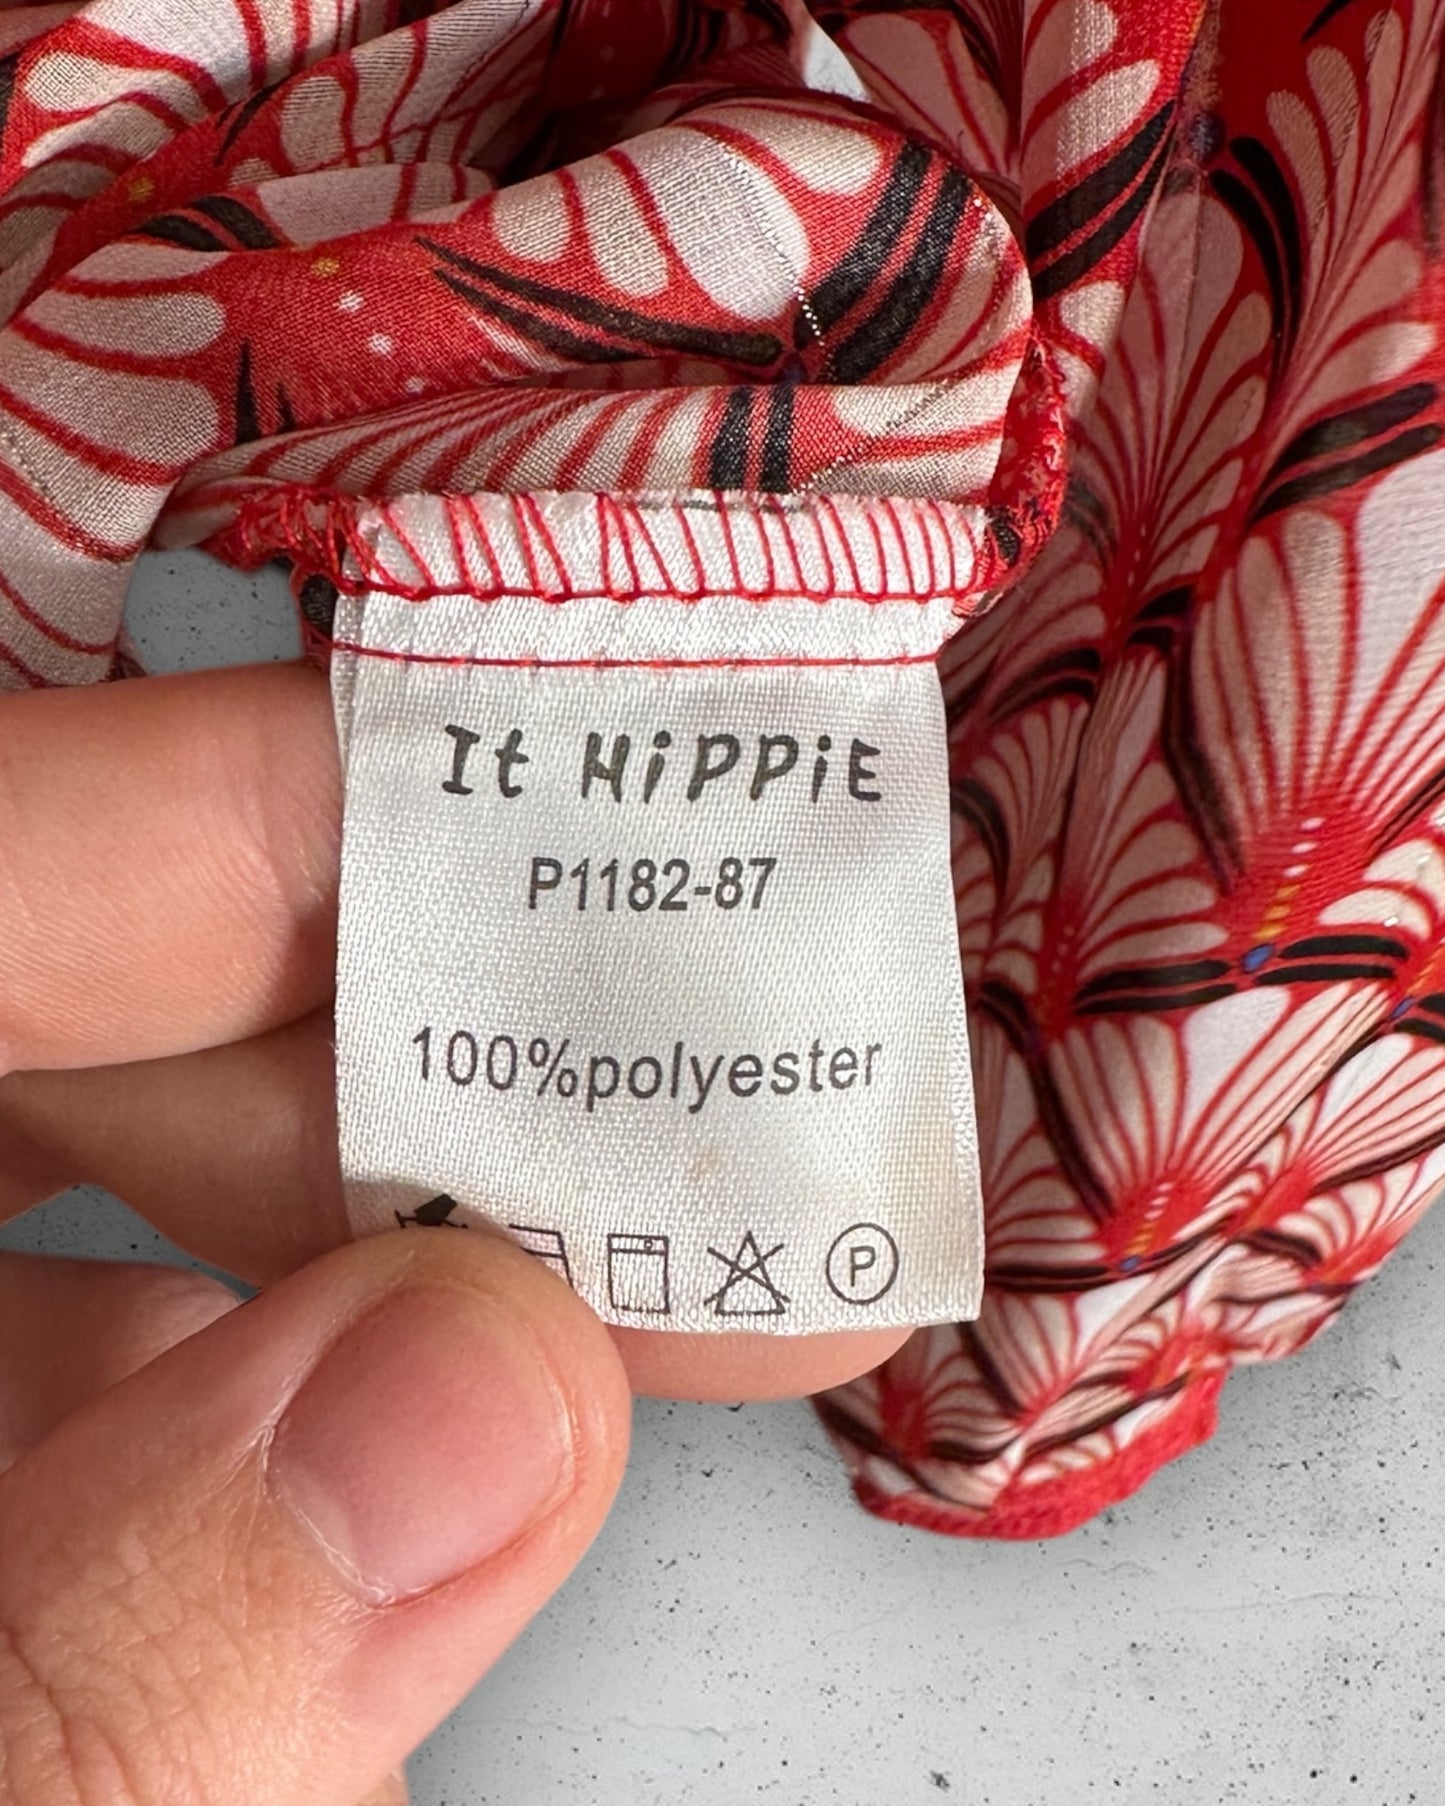 It HiPPiE
P1182-87
100%polyester
P